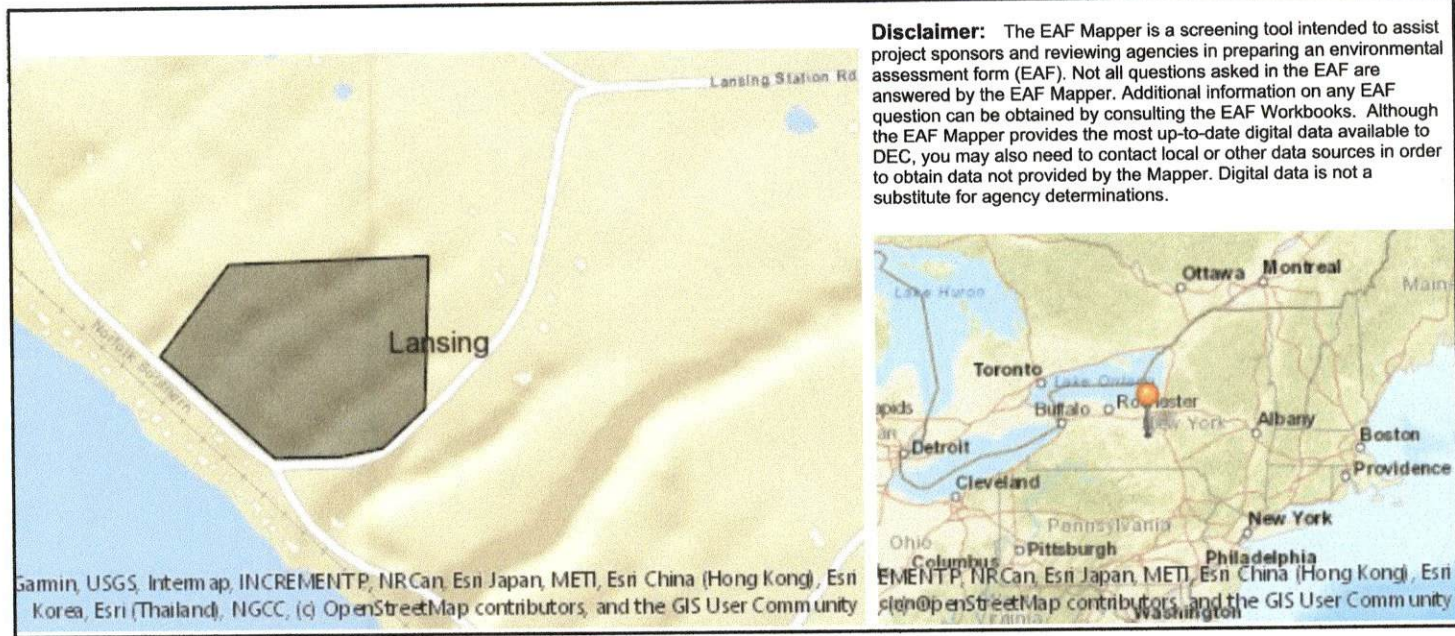 Disclaimer: The EAF Mapper is a screening tool intended to assist
project sponsors and reviewing agencies in preparing an environmental
assessment form (EAF). Not all questions asked in the EAF are
answered by the EAF Mapper. Additional information on any EAF
question can be obtained by consulting the EAF Workbooks. Although
the EAF Mapper provides the most up-to-date digital data available to
DEC, you may also need to contact local or other data sources in order
to obtain data not provided by the Mapper. Digital data is not a
substitute for agency determinations.
Lansing Station Rd
Norfolk Southern
Lansing
Garmin, USGS, Intermap, INCREMENT P, NRCan, Esri Japan, METI, Esri China (Hong Kong), Esri
Korea, Esri (Thailand), NGCC, (c) OpenStreetMap contributors, and the GIS User Community
Ottawa
Montreal
Lake Huron
Main
Toronto
Lake Ontario
apids
Buffalo
Rochester
New York
Albany
Boston
Detroit
Providence
Cleveland
Pennsylvania
New York
Ohio
Columbus
Pittsburgh
Philadelphia
EMENT P, NRCan, Esri Japan, METI, Esri China (Hong Kong), Esri
OpenStreetMap contributors, and the GIS User Community
Washington